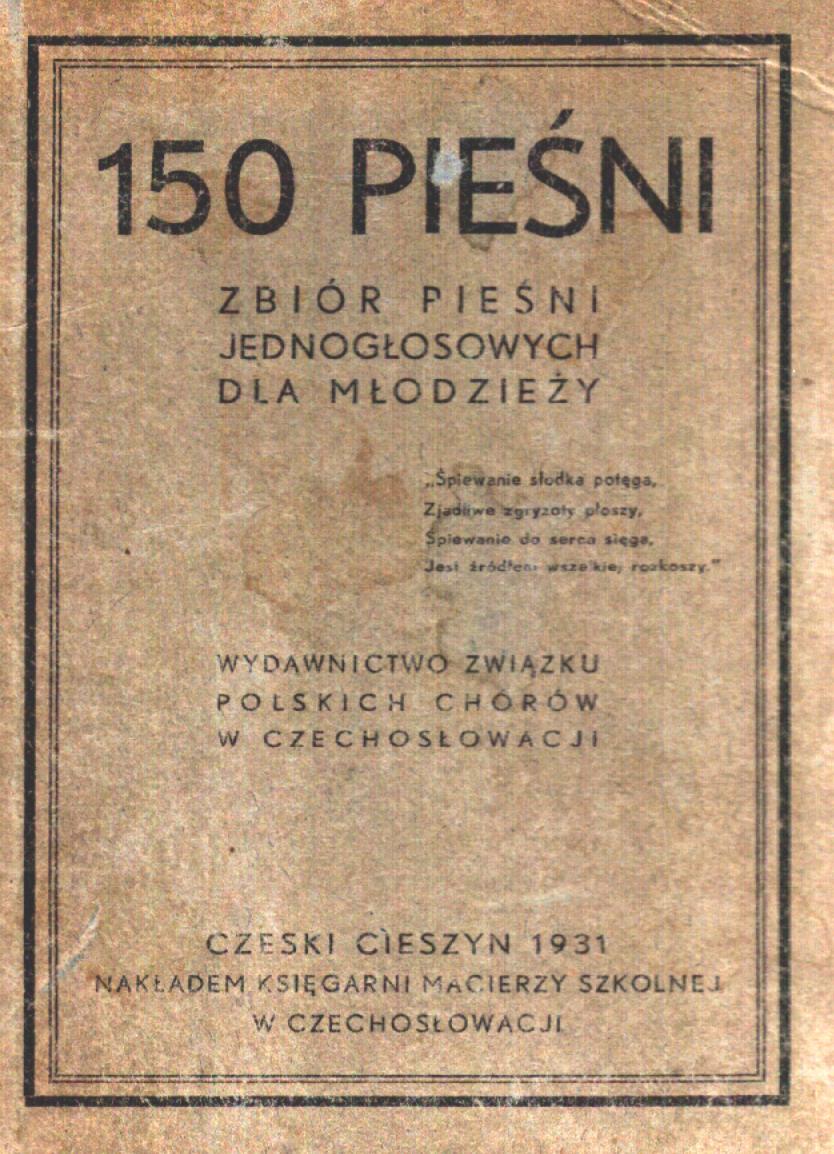 150 PIEŚNI
ZBIÓR PIEŚNI
JEDNOGŁOSOWYCH
DLA MŁODZIEŻY
„Śpiewanie słodka potęga,
Zjadliwe zgryzoty płoszy,
Śpiewanie do serca sięga,
Jest źródłem wszelkiej rozkoszy."
WYDAWNICTWO ZWIĄZKU
POLSKICH CHÓRÓW
W CZECHOSŁOWACJI
CZESKI CIESZYN 1931
NAKŁADEM KSIĘGARNI MACIERZY SZKOLNEJ
W CZECHOSŁOWACJI